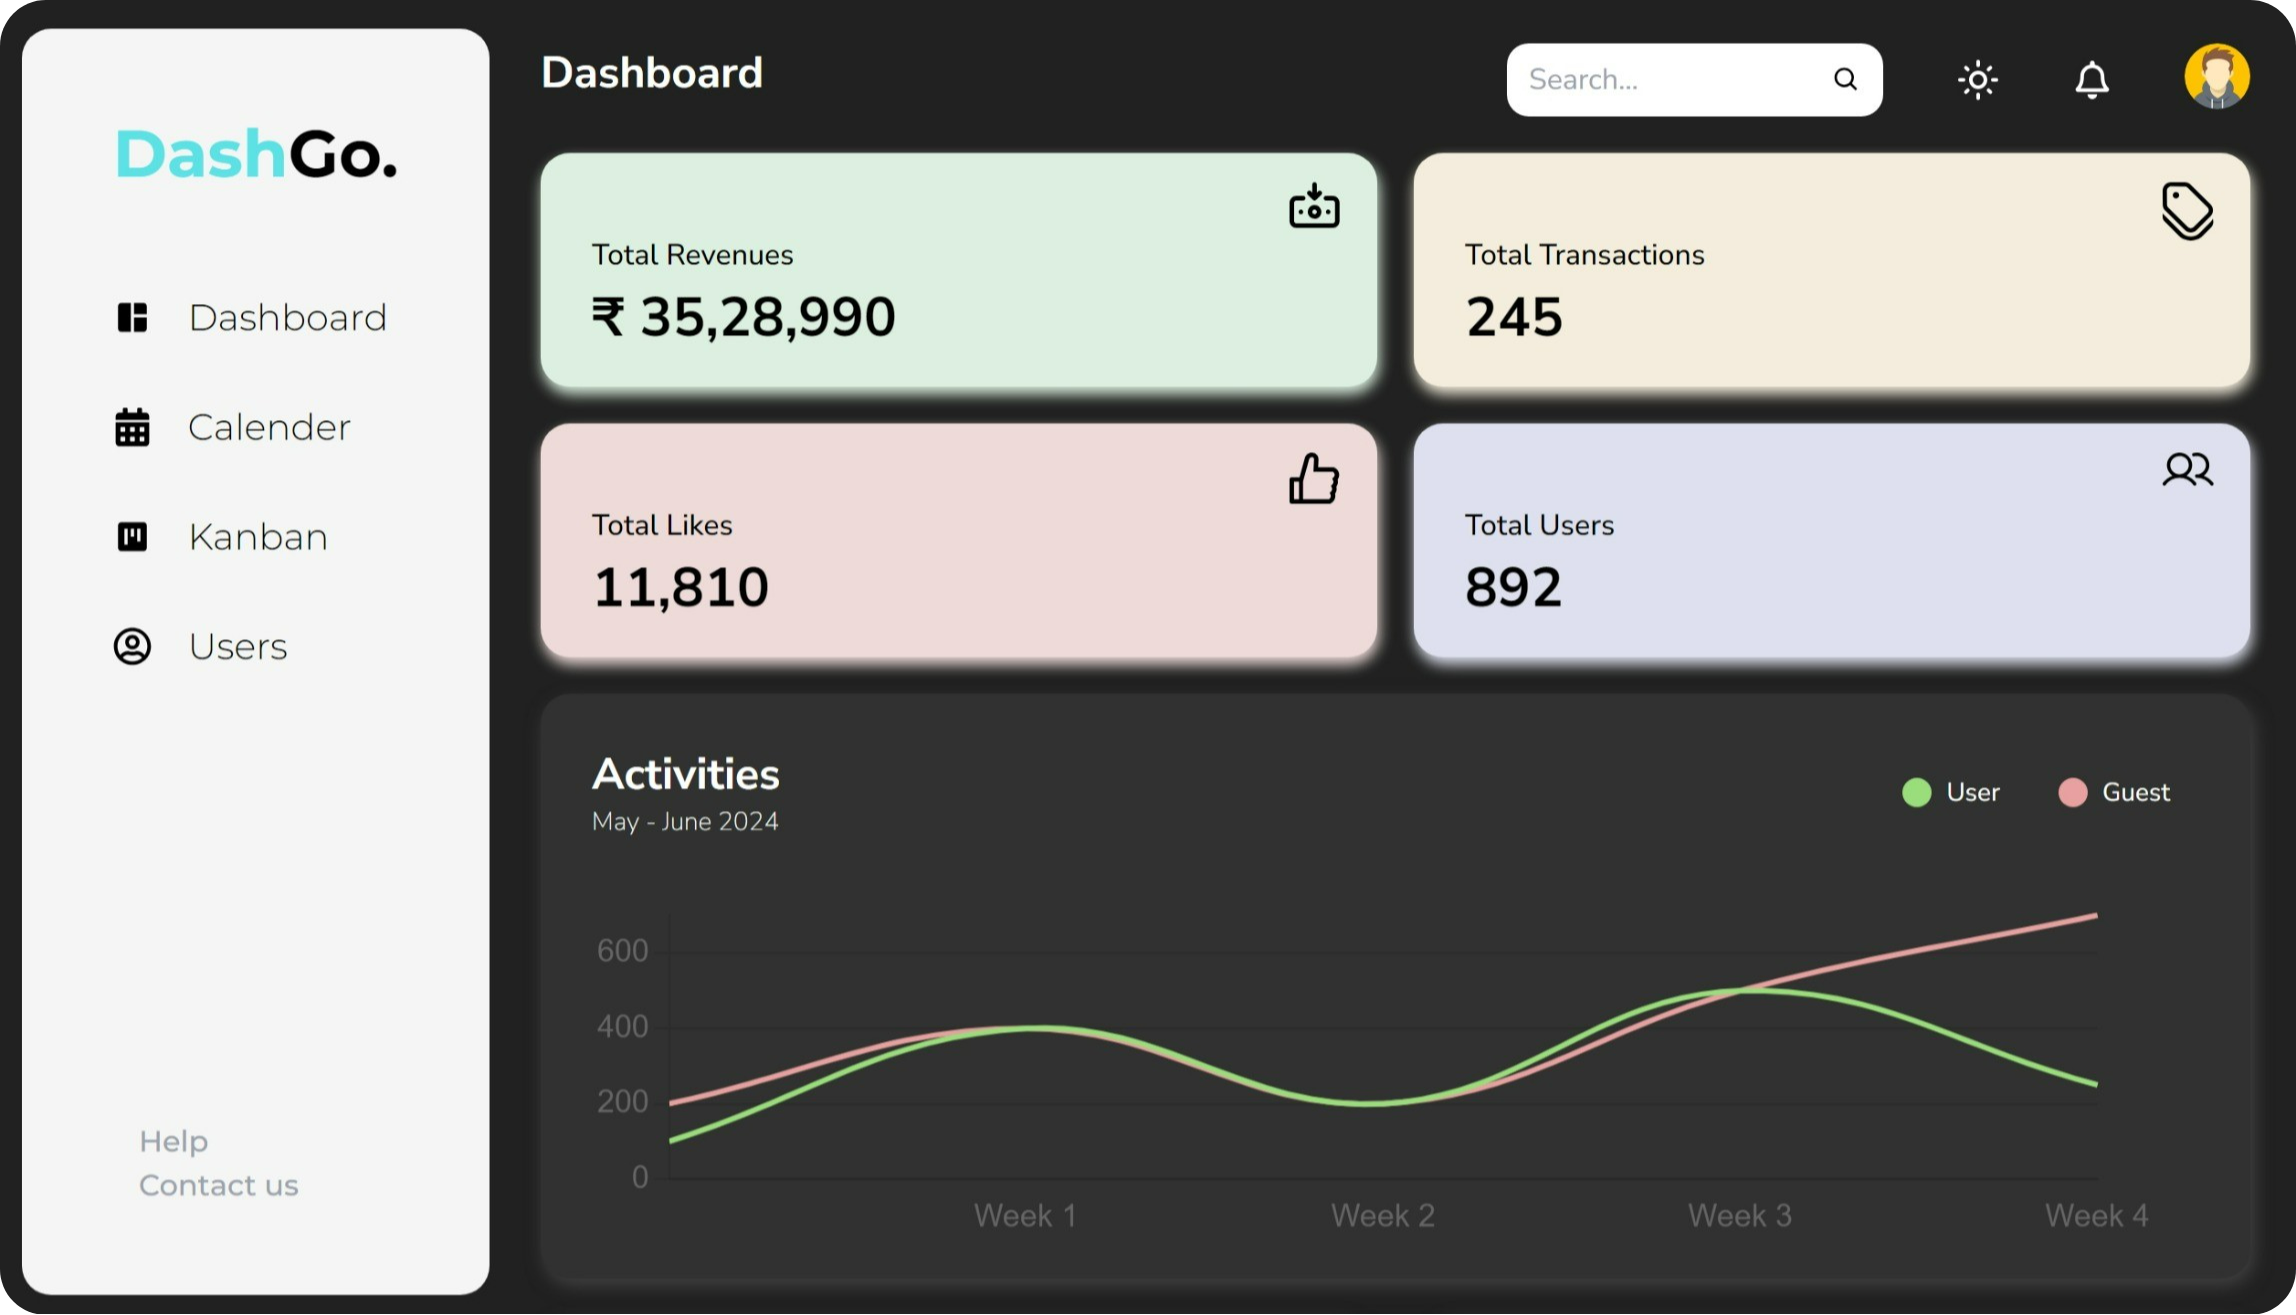 DashGo.
Dashboard
Calender
Kanban
Users
Help
Contact us
Dashboard
Search...
Total Revenues
₹ 35,28,990
Total Transactions
245
Total Likes
11,810
Total Users
892
Activities
May - June 2024
User
Guest
600
400
200
0
Week 1
Week 2
Week 3
Week 4